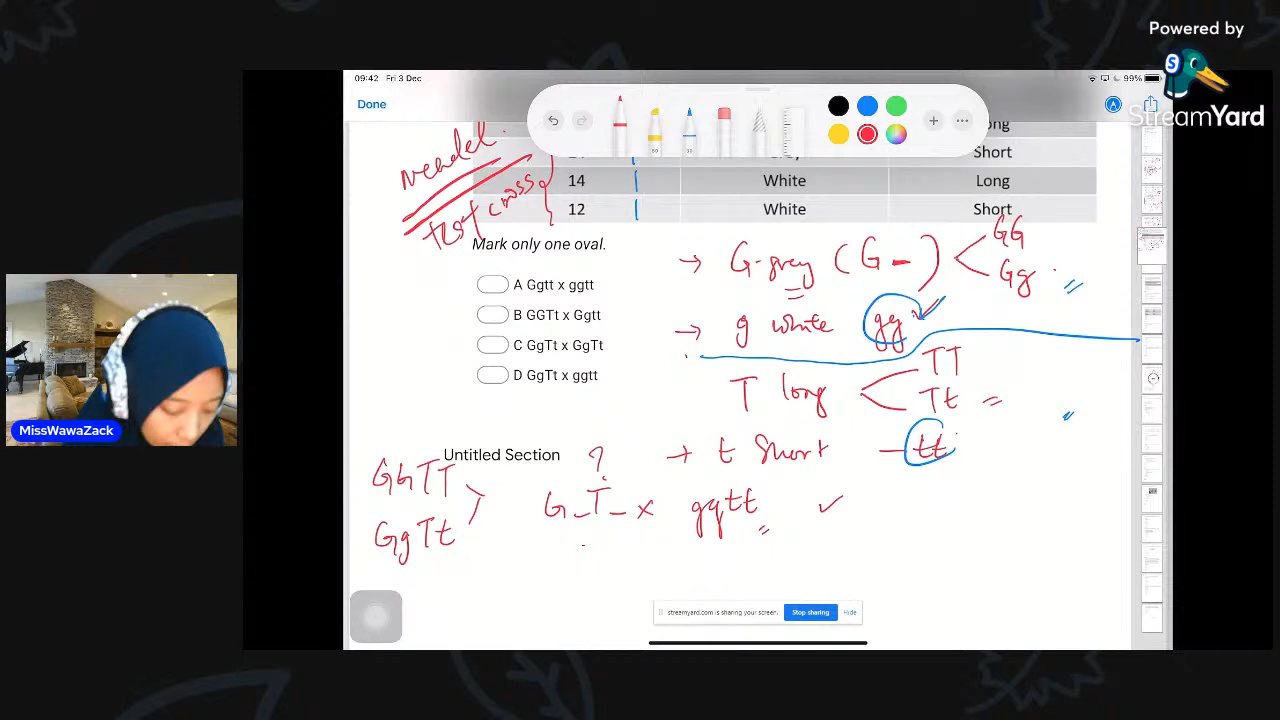 Powered by
StreamYard
09:42 Fri 3 Dec
99%
Done
Short
14 White Long
12 White Short
Mendel
test cross
Mark only one oval.
A Ggtt x ggtt
B GGTt x Ggtt
C GgTt x GgTt
D GgTt x ggtt
→ G-grey (G-) GG
Gg
→ g white gg
T long TT
Tt =
→ t short - tt
MissWawaZack
Untitled Section
?
GGTT
GgTt
G_T_ x ggtt ✓
streamyard.com is sharing your screen.
Stop sharing
Hide